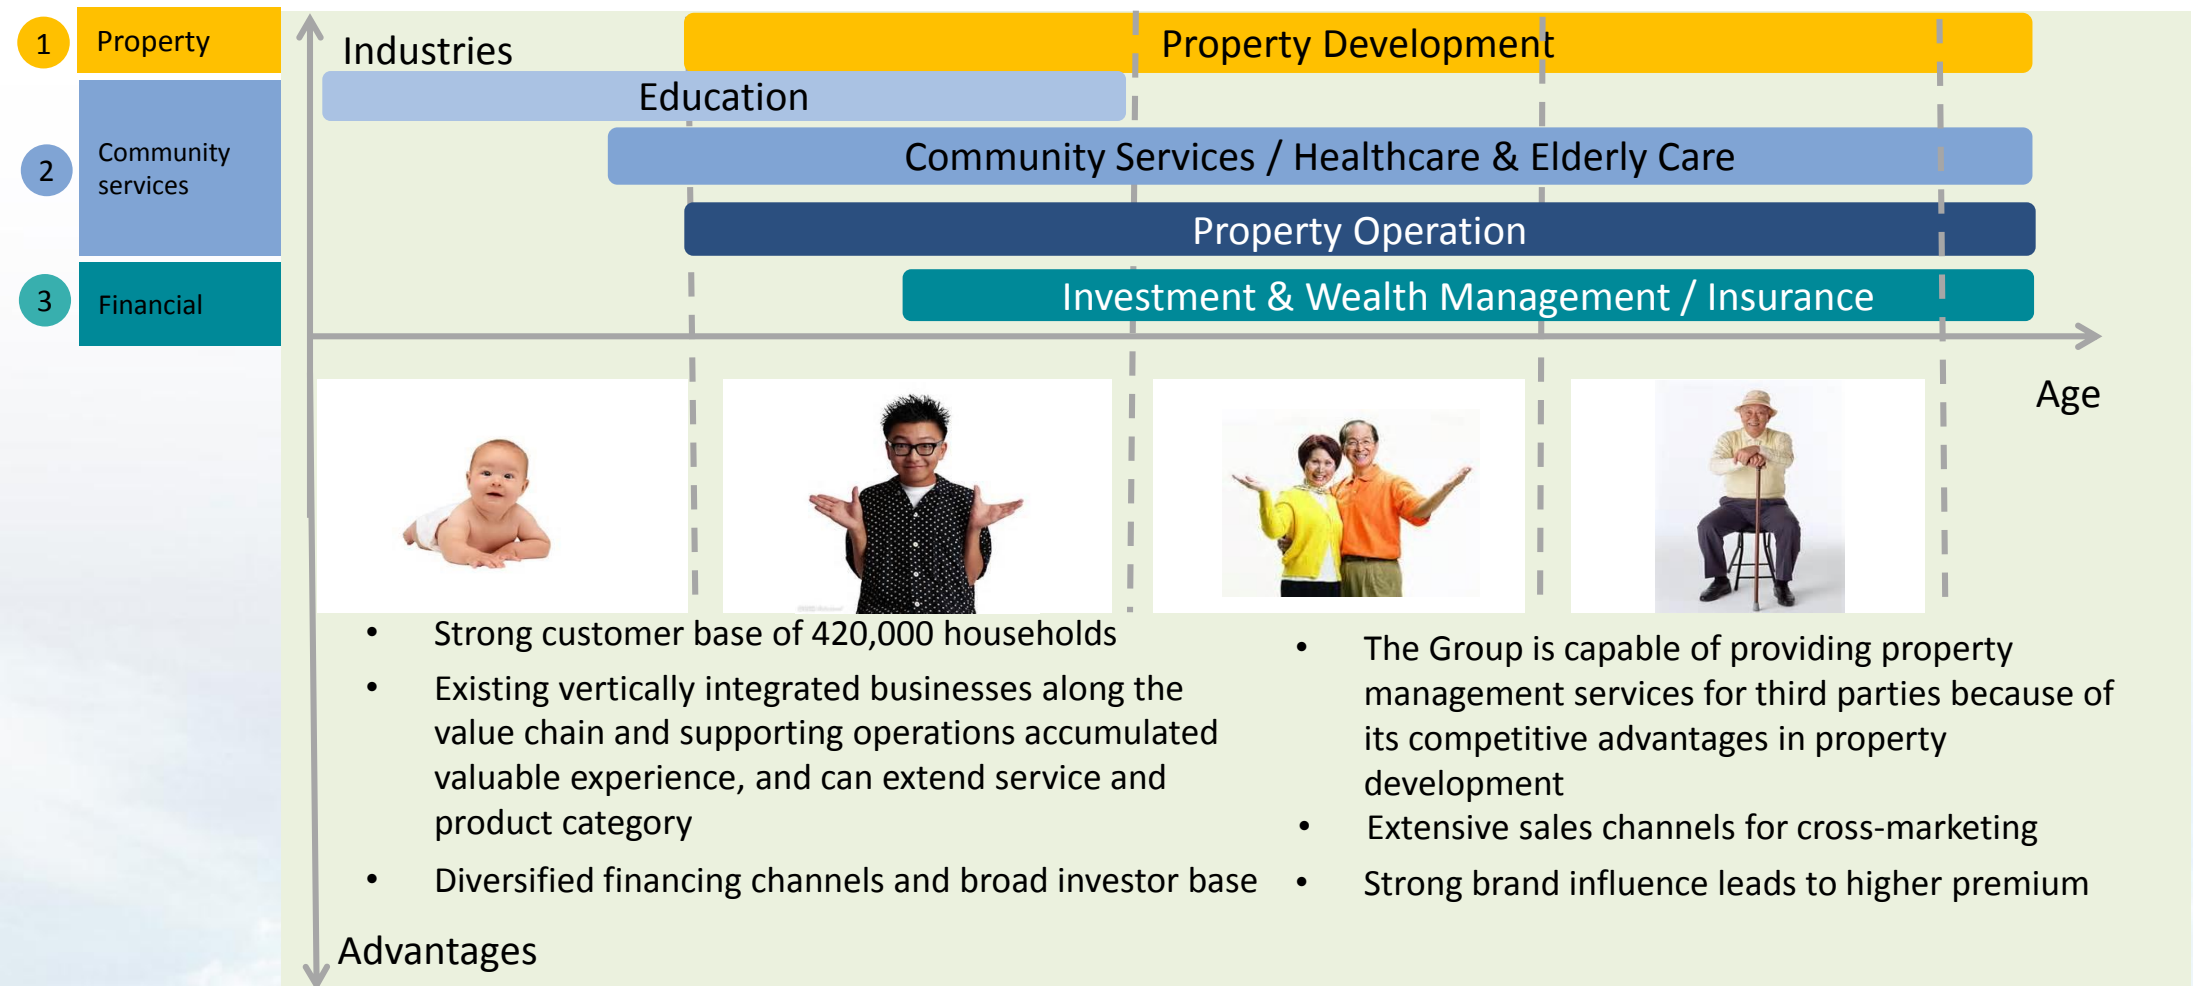 1
Property
2
Community
services
3
Financial
Industries
Property Development
Education
Community Services / Healthcare & Elderly Care
Property Operation
Investment & Wealth Management / Insurance
Age
• Strong customer base of 420,000 households
• Existing vertically integrated businesses along the
value chain and supporting operations accumulated
valuable experience, and can extend service and
product category
• Diversified financing channels and broad investor base
• The Group is capable of providing property
management services for third parties because of
its competitive advantages in property
development
• Extensive sales channels for cross-marketing
• Strong brand influence leads to higher premium
Advantages